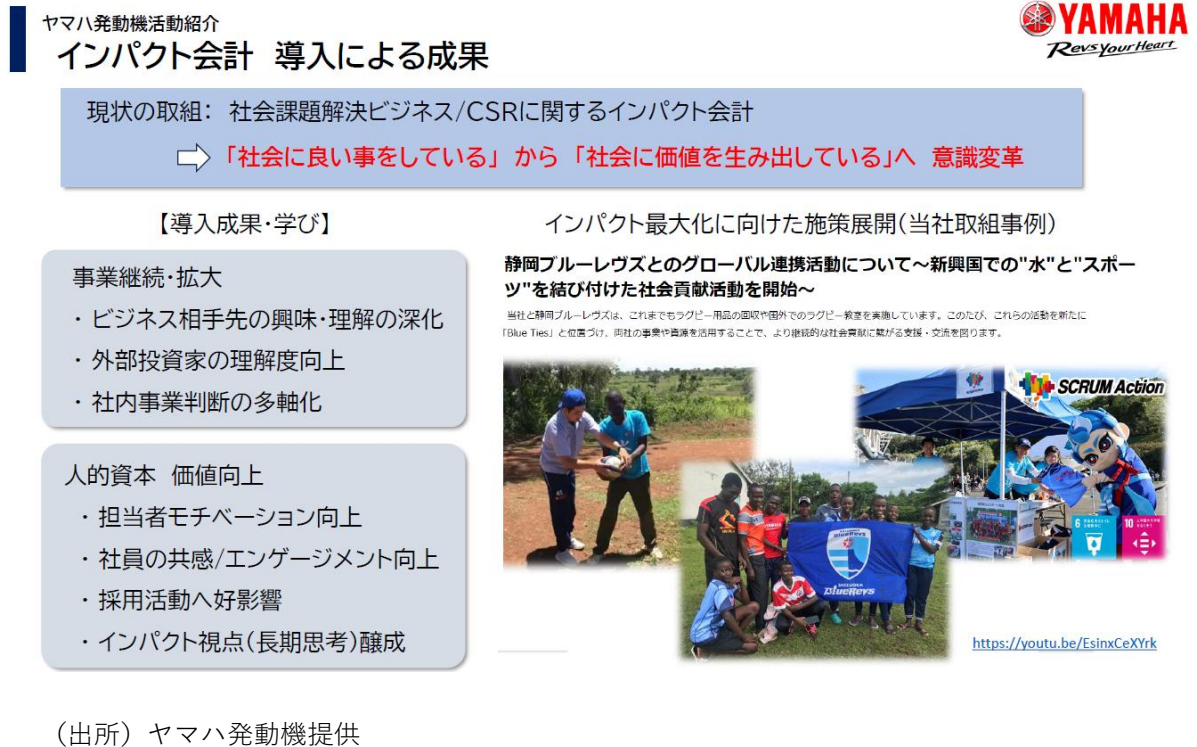 ヤマハ発動機活動紹介
インパクト会計 導入による成果
YAMAHA
Revs Your Heart
現状の取組: 社会課題解決ビジネス/CSRに関するインパクト会計
⇨「社会に良い事をしている」 から 「社会に価値を生み出している」へ 意識変革
【導入成果・学び】
事業継続・拡大
・ビジネス相手先の興味・理解の深化
・外部投資家の理解度向上
・社内事業判断の多軸化
人的資本 価値向上
・担当者モチベーション向上
・社員の共感/エンゲージメント向上
・採用活動へ好影響
・インパクト視点(長期思考)醸成
インパクト最大化に向けた施策展開(当社取組事例)
静岡ブルーレヴズとのグローバル連携活動について~新興国での"水"と"スポー
ツ"を結び付けた社会貢献活動を開始~
当社と静岡ブルーレヴズは、これまでもラグビー用品の回収や国外でのラグビー教室を実施しています。このたび、これらの活動を新たに
「Blue Ties」と位置づけ、両社の事業や資源を活用することで、より継続的な社会貢献に繋がる支援・交流を図ります。
SCRUM Action
6
10
BlueRevs
SHIZUOKA
BlueRevs
https://youtu.be/EsinxCeXYrk
(出所)ヤマハ発動機提供